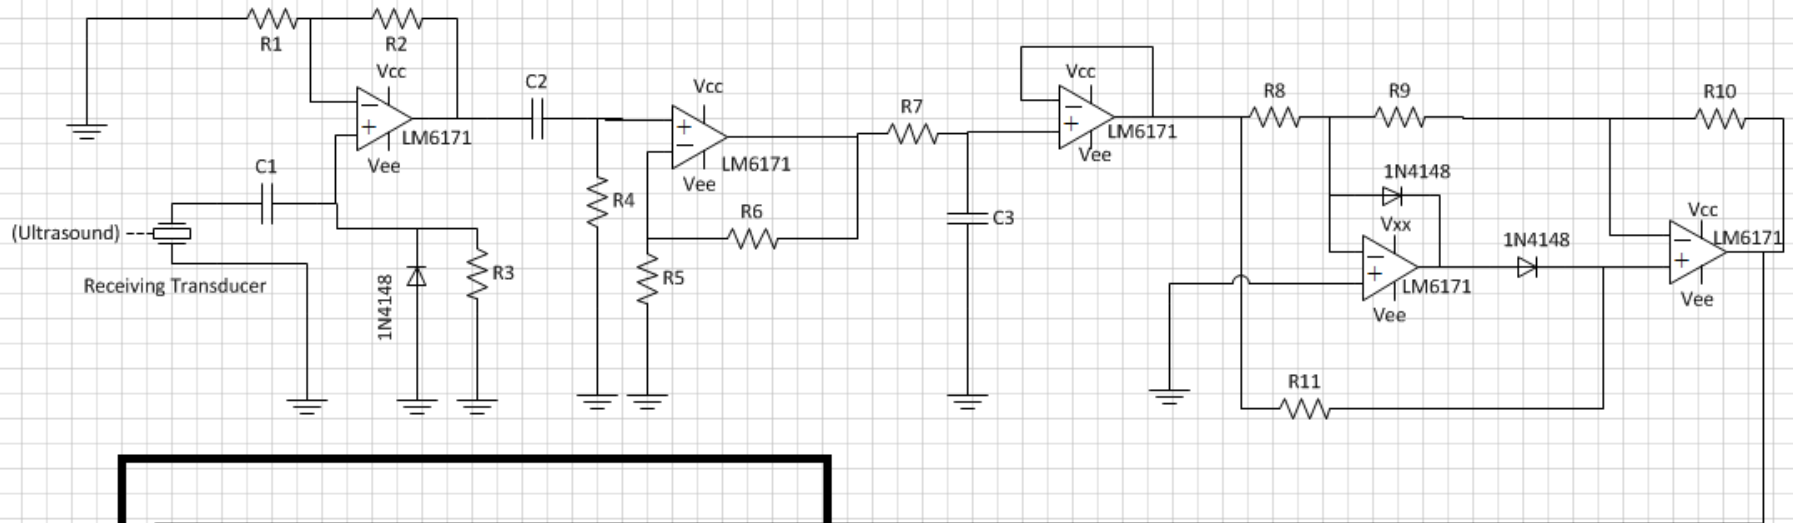 R1
R2
Vcc
LM6171
Vee
C1
(Ultrasound)
Receiving Transducer
1N4148
R3
C2
R4
Vcc
LM6171
Vee
R6
R5
R7
C3
Vcc
LM6171
Vee
R8
R9
R10
1N4148
Vxx
LM6171
Vee
1N4148
R11
Vcc
LM6171
Vee